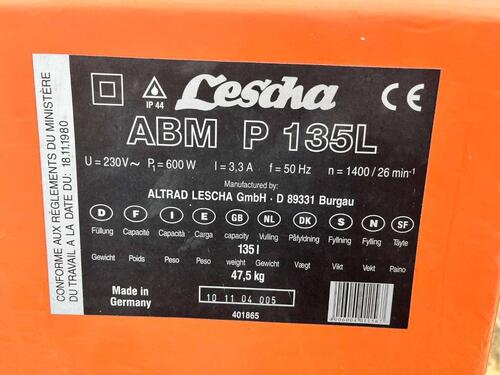 CONFORME AUX RÈGLEMENTS DU MINISTÈRE
DU TRAVAIL A LA DATE DU: 18.11.1980
IP 44
Lescha
CE
ABM P 135L
U = 230V ~ P₁ = 600 W I = 3,3 A f = 50 Hz n = 1400 / 26 min⁻¹
Manufactured by:
ALTRAD LESCHA GmbH · D 89331 Burgau
D F I E GB NL DK S N SF
Füllung Capacité Capacità Carga capacity Vulling Påfyldning Fyllning Fylling Täyte
135 l
Gewicht Poids Peso Peso weight Gewicht Vægt Vikt Vekt Paino
47,5 kg
Made in
Germany
10 11 04 005
401865